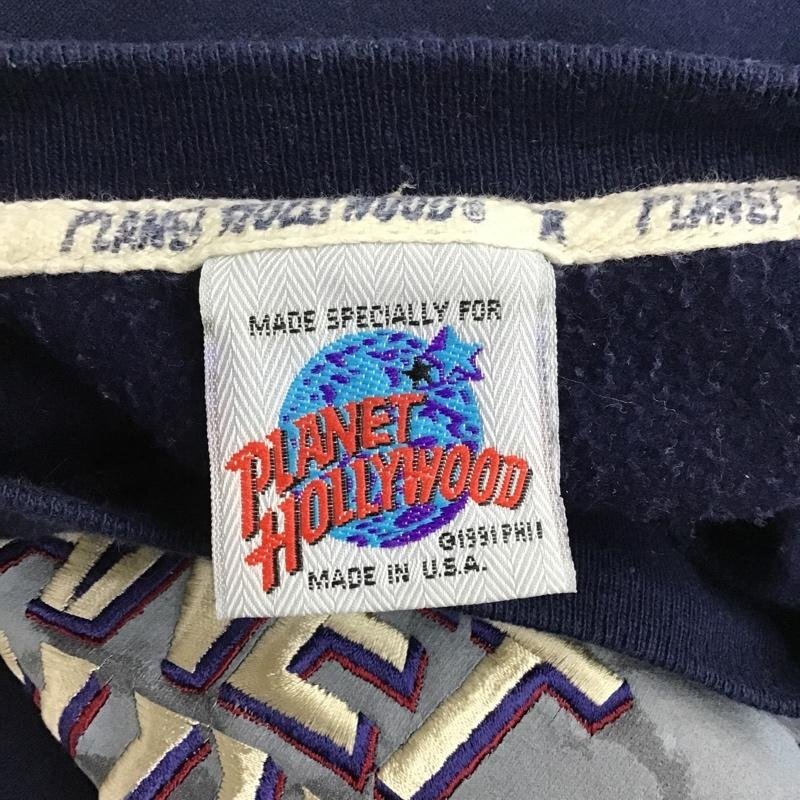 PLANET HOLLYWOOD® PLANET
MADE SPECIALLY FOR
PLANET
HOLLYWOOD
©1991 PHII
MADE IN U.S.A.